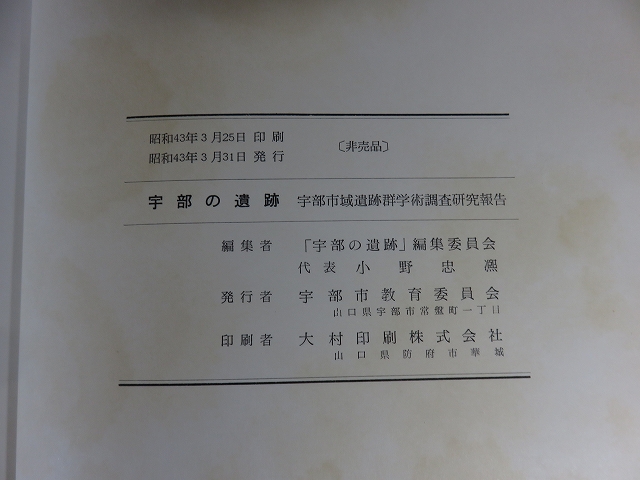 昭和43年3月25日 印刷
昭和43年3月31日 発行
〔非売品〕
宇部の遺跡 宇部市域遺跡群学術調査研究報告
編集者 「宇部の遺跡」編集委員会
代表 小野忠凞
発行者 宇部市教育委員会
山口県宇部市常盤町一丁目
印刷者 大村印刷株式会社
山口県防府市華城